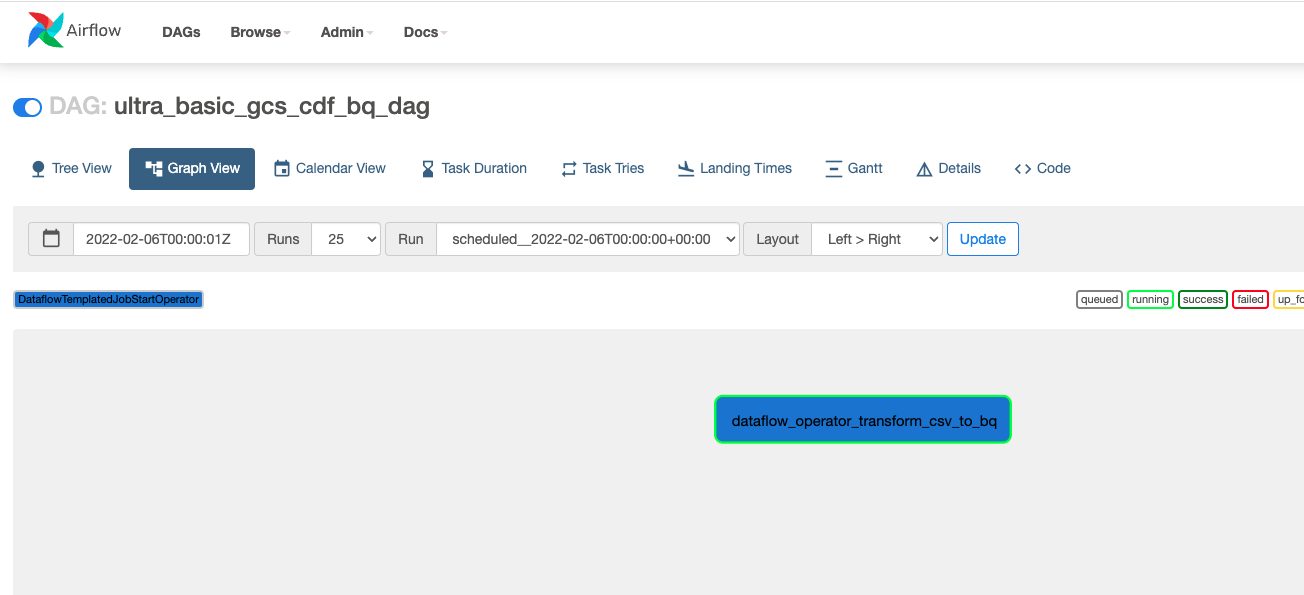 Airflow DAGs Browse Admin Docs
DAG: ultra_basic_gcs_cdf_bq_dag
Tree View Graph View Calendar View Task Duration Task Tries Landing Times Gantt Details Code
2022-02-06T00:00:01Z Runs 25 Run scheduled__2022-02-06T00:00:00+00:00 Layout Left > Right Update
DataflowTemplatedJobStartOperator queued running success failed up_fo
dataflow_operator_transform_csv_to_bq